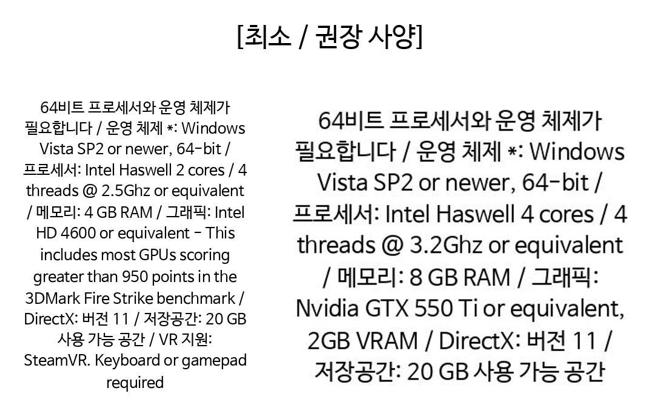 [최소 / 권장 사양]
64비트 프로세서와 운영 체제가
필요합니다 / 운영 체제 *: Windows
Vista SP2 or newer, 64-bit /
프로세서: Intel Haswell 2 cores / 4
threads @ 2.5Ghz or equivalent
/ 메모리: 4 GB RAM / 그래픽: Intel
HD 4600 or equivalent - This
includes most GPUs scoring
greater than 950 points in the
3DMark Fire Strike benchmark /
DirectX: 버전 11 / 저장공간: 20 GB
사용 가능 공간 / VR 지원:
SteamVR. Keyboard or gamepad
required
64비트 프로세서와 운영 체제가
필요합니다 / 운영 체제 *: Windows
Vista SP2 or newer, 64-bit /
프로세서: Intel Haswell 4 cores / 4
threads @ 3.2Ghz or equivalent
/ 메모리: 8 GB RAM / 그래픽:
Nvidia GTX 550 Ti or equivalent,
2GB VRAM / DirectX: 버전 11 /
저장공간: 20 GB 사용 가능 공간